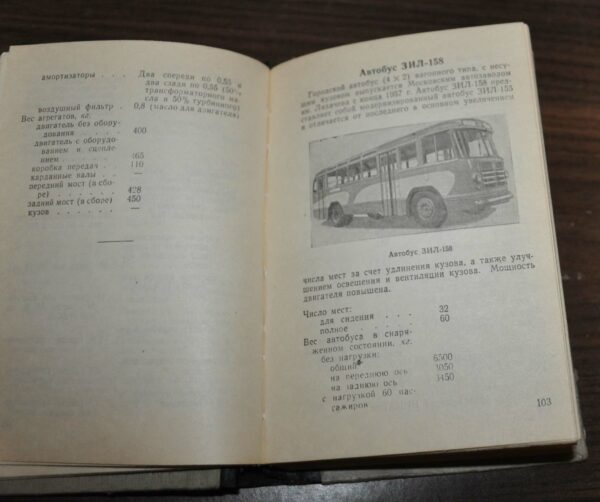 амортизаторы . . Два спереди по 0,55 и
два сзади по 0,55 (50%
трансформаторного ма-
сла и 50% турбинного)
воздушный фильтр . 0,8 (масло для двигателя)
Вес агрегатов, кг:
двигатель без обору-
дования . . . . 400
двигатель с оборудо-
ванием и сцепле-
нием . . . . 465
коробка передач . . 110
карданные валы . . —
передний мост (в сбо-
ре) . . . . . 428
задний мост (в сборе) 450
кузов . . . . . . —
Автобус ЗИЛ-158
Городской автобус (4×2) вагонного типа, с несу-
щим кузовом выпускается Московским автозаводом
им. Лихачева с конца 1957 г. Автобус ЗИЛ-158 пред-
ставляет собой модернизированный автобус ЗИЛ-155
и отличается от последнего в основном увеличением
Автобус ЗИЛ-158
числа мест за счет удлинения кузова, а также улуч-
шением освещения и вентиляции кузова. Мощность
двигателя повышена.
Число мест:
для сидения . . . 32
полное . . . . 60
Вес автобуса в снаря-
женном состоянии, кг:
без нагрузки:
общий 6500
на переднюю ось 3050
на заднюю ось 3450
с нагрузкой 60 пас-
сажиров
103